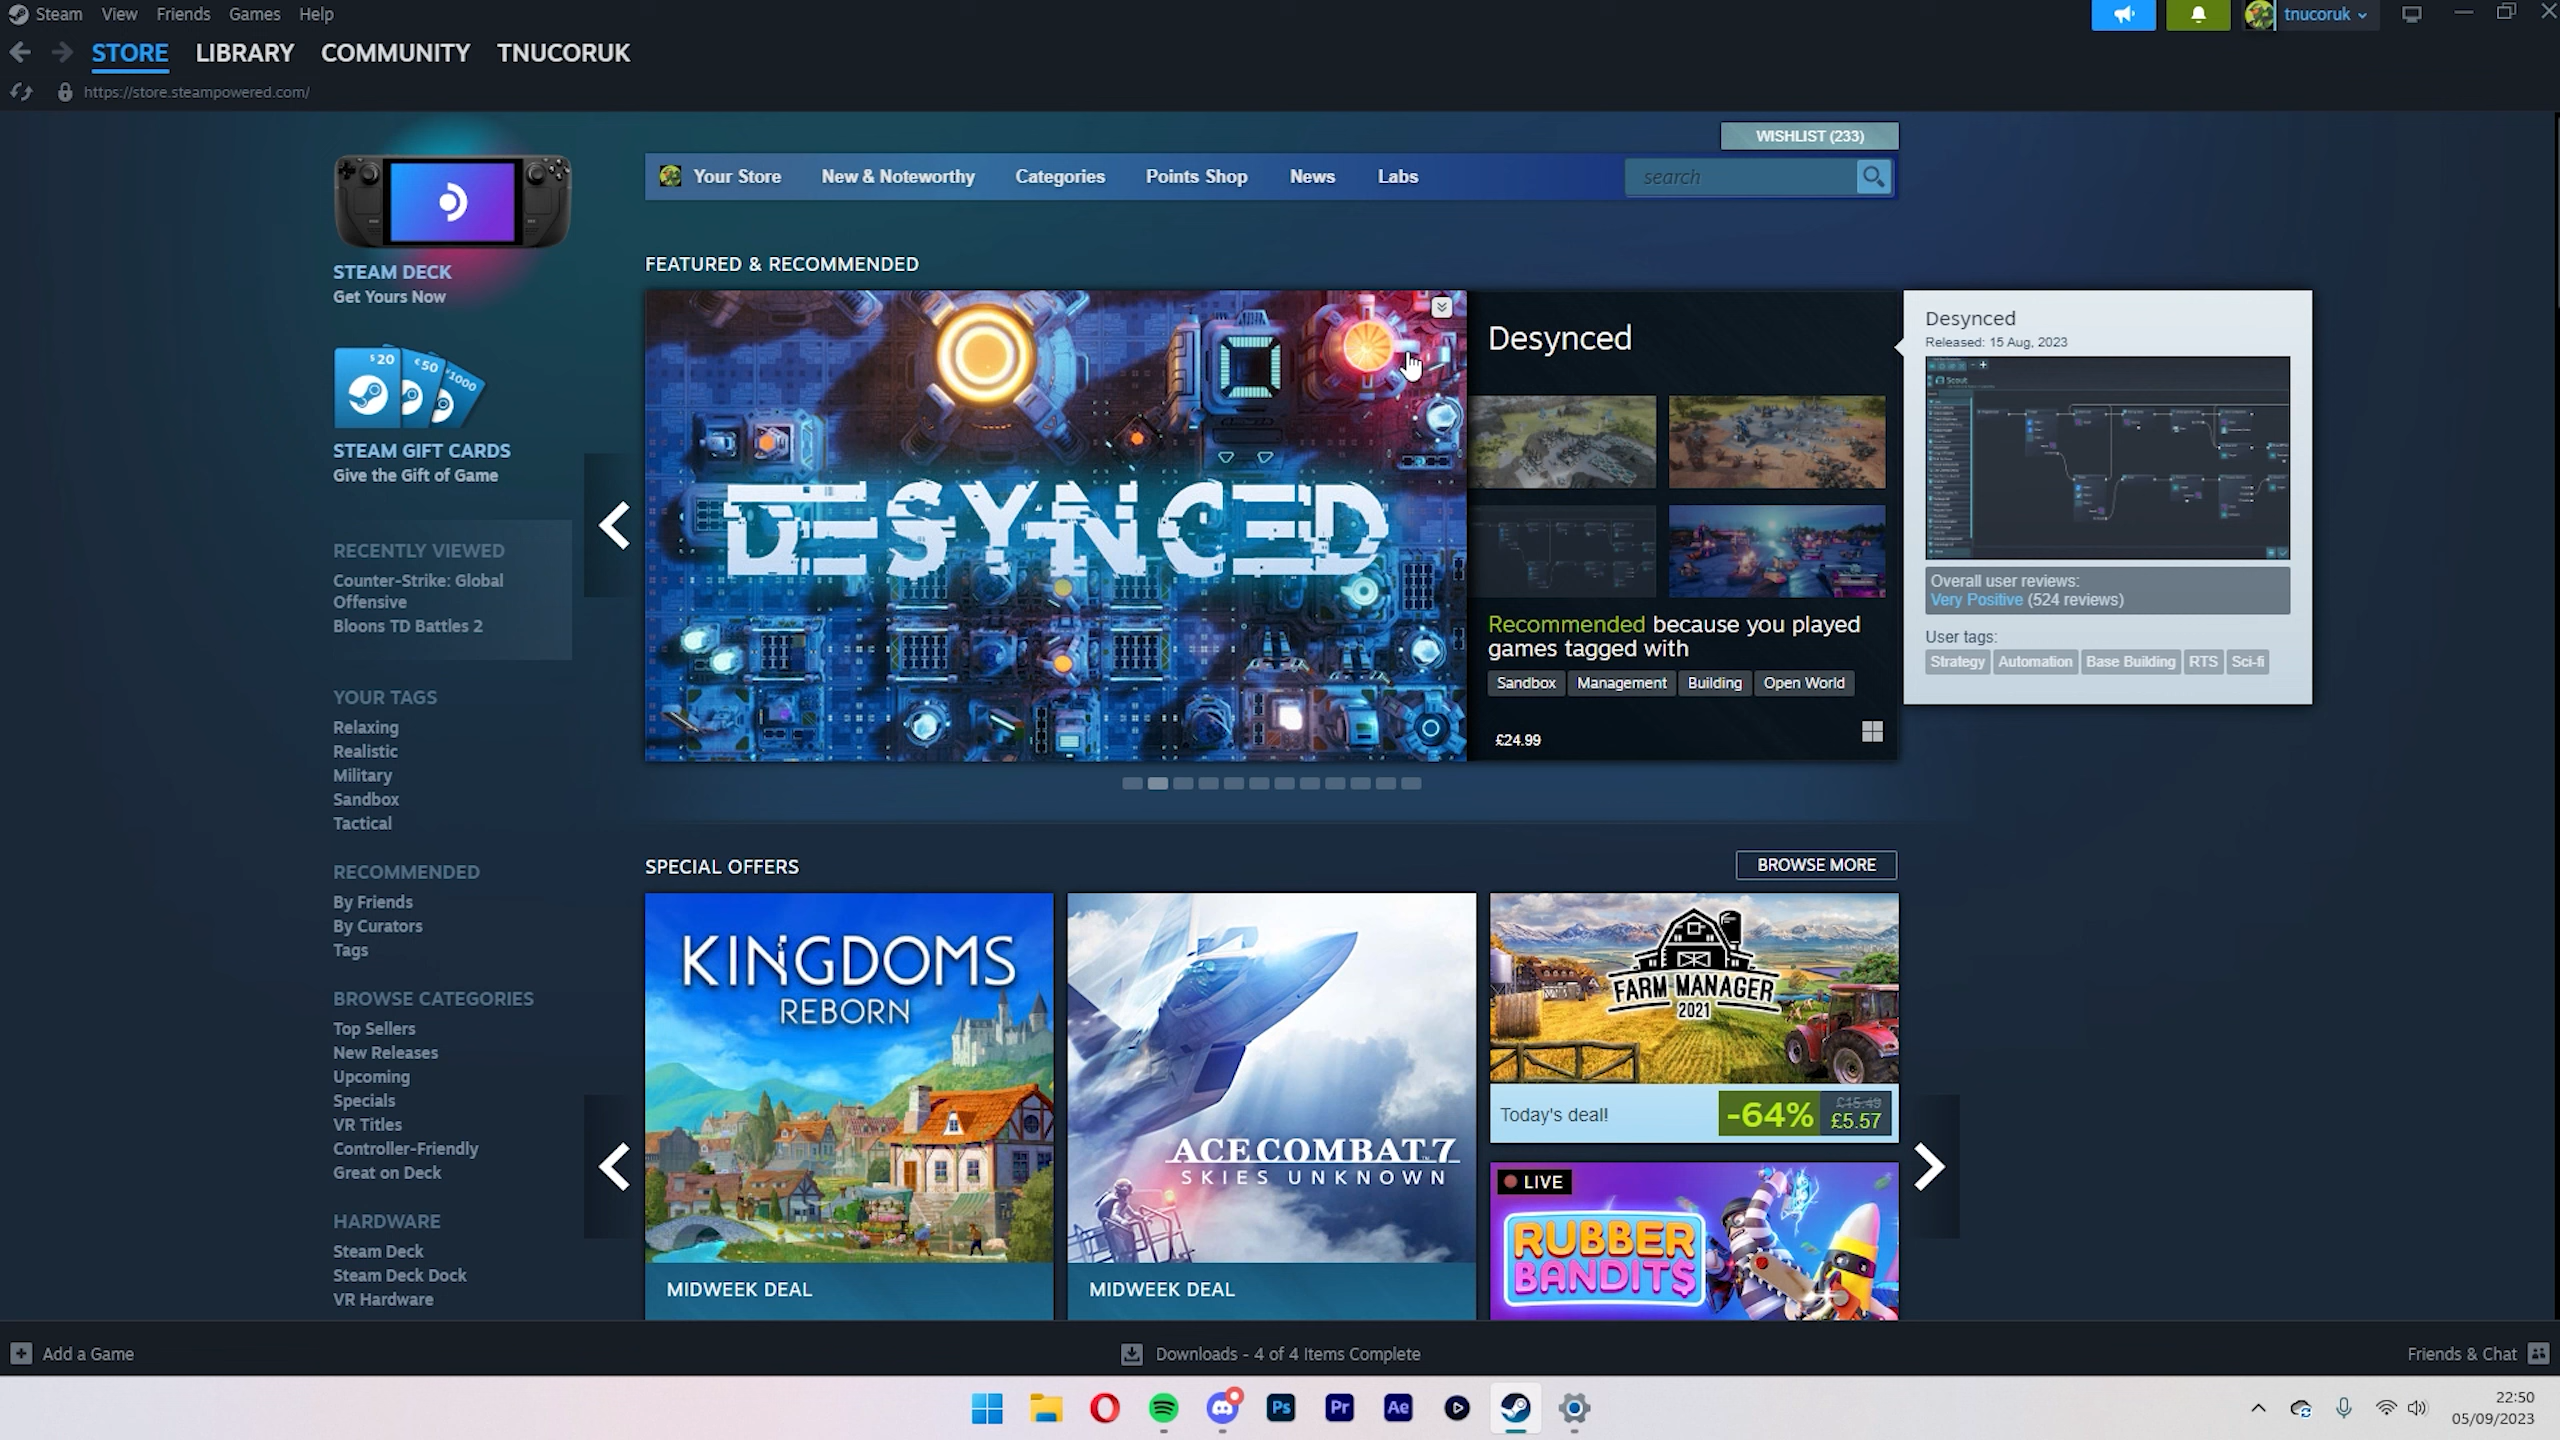 Steam View Friends Games Help
tnucoruk
STORE LIBRARY COMMUNITY TNUCORUK
https://store.steampowered.com/
WISHLIST (233)
Your Store New & Noteworthy Categories Points Shop News Labs
search
STEAM DECK
Get Yours Now
$20 €50 ¥1000
STEAM GIFT CARDS
Give the Gift of Game
RECENTLY VIEWED
Counter-Strike: Global
Offensive
Bloons TD Battles 2
YOUR TAGS
Relaxing
Realistic
Military
Sandbox
Tactical
RECOMMENDED
By Friends
By Curators
Tags
BROWSE CATEGORIES
Top Sellers
New Releases
Upcoming
Specials
VR Titles
Controller-Friendly
Great on Deck
HARDWARE
Steam Deck
Steam Deck Dock
VR Hardware
FEATURED & RECOMMENDED
DESYNCED
Desynced
Recommended because you played
games tagged with
Sandbox Management Building Open World
£24.99
Desynced
Released: 15 Aug, 2023
Scout
Overall user reviews:
Very Positive (524 reviews)
User tags:
Strategy Automation Base Building RTS Sci-fi
SPECIAL OFFERS
BROWSE MORE
KINGDOMS
REBORN
MIDWEEK DEAL
ACE COMBAT 7
SKIES UNKNOWN
MIDWEEK DEAL
FARM MANAGER
2021
Today's deal!
-64%
£15.49
£5.57
LIVE
RUBBER
BANDITS
Add a Game
Downloads - 4 of 4 Items Complete
Friends & Chat
Ps Pr Ae
22:50
05/09/2023